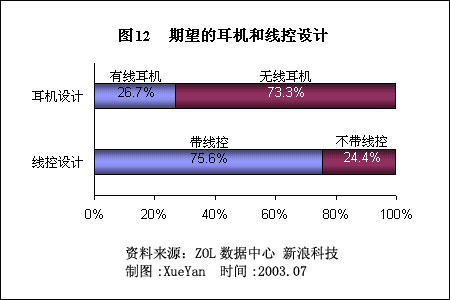 图12 期望的耳机和线控设计
有线耳机 无线耳机
耳机设计 26.7% 73.3%
带线控 不带线控
线控设计 75.6% 24.4%
0% 20% 40% 60% 80% 100%
资料来源：ZOL数据中心 新浪科技
制图:XueYan 时间:2003.07